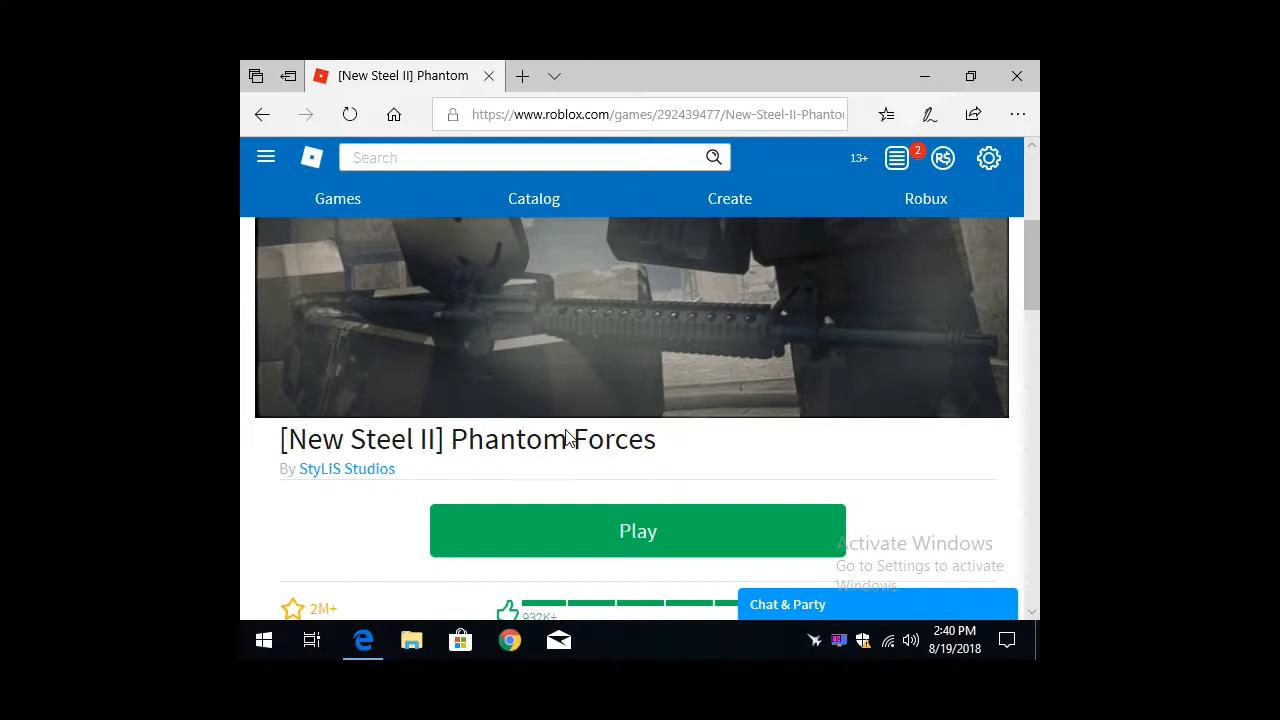 [New Steel II] Phantom
https://www.roblox.com/games/292439477/New-Steel-II-Phanto
Search
13+
2
R$
Games
Catalog
Create
Robux
[New Steel II] Phantom Forces
By StyLiS Studios
Play
Activate Windows
Go to Settings to activate
Windows.
2M+
932K+
Chat & Party
2:40 PM
8/19/2018